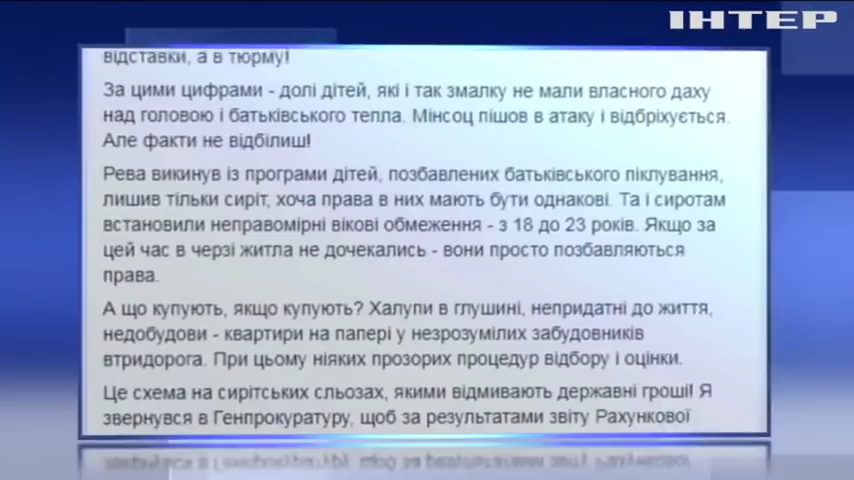 ІНТЕР
відставки, а в тюрму!
За цими цифрами - долі дітей, які і так змалку не мали власного даху
над головою і батьківського тепла. Мінсоц пішов в атаку і відбріхується.
Але факти не відбілиш!
Рева викинув із програми дітей, позбавлених батьківського піклування,
лишив тільки сиріт, хоча права в них мають бути однакові. Та і сиротам
встановили неправомірні вікові обмеження - з 18 до 23 років. Якщо за
цей час в черзі житла не дочекались - вони просто позбавляються
права.
А що купують, якщо купують? Халупи в глушині, непридатні до життя,
недобудови - квартири на папері у незрозумілих забудовників
втридорога. При цьому ніяких прозорих процедур відбору і оцінки.
Це схема на сирітських сльозах, якими відмивають державні гроші! Я
звернувся в Генпрокуратуру, щоб за результатами звіту Рахункової